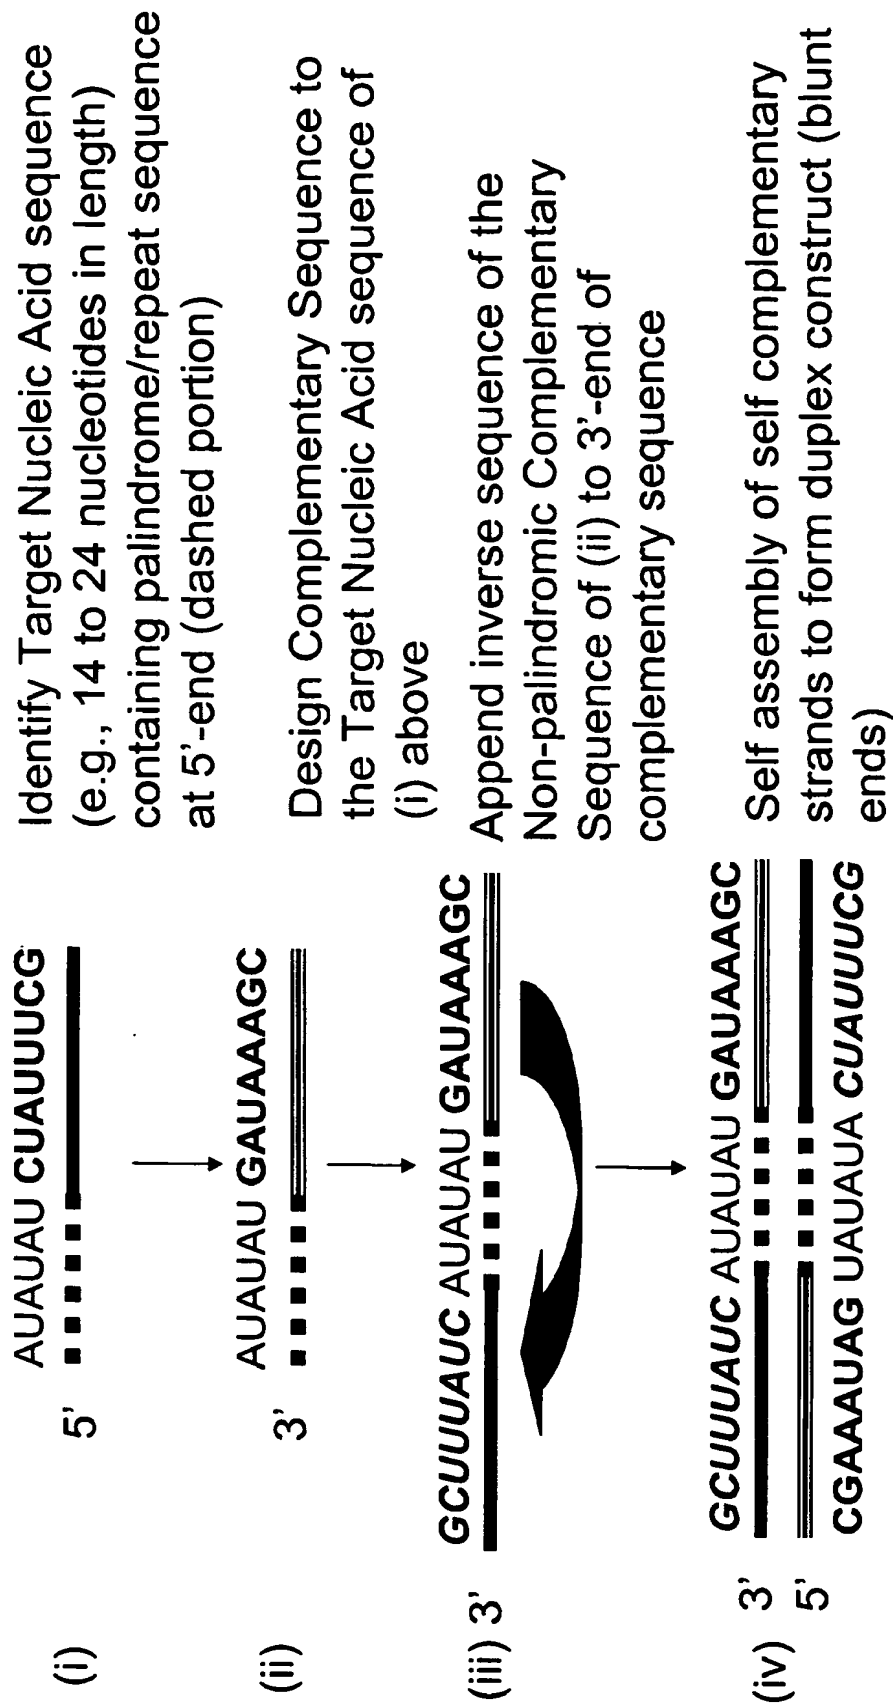 (i)
AUAUAU CUAUUUCG
5'
Identify Target Nucleic Acid sequence
(e.g., 14 to 24 nucleotides in length)
containing palindrome/repeat sequence
at 5'-end (dashed portion)
(ii)
AUAUAU GAUAAAGC
3'
Design Complementary Sequence to
the Target Nucleic Acid sequence of
(i) above
GCUUUAUC AUAUAU GAUAAAGC
(iii) 3'
Append inverse sequence of the
Non-palindromic Complementary
Sequence of (ii) to 3'-end of
complementary sequence
GCUUUAUC AUAUAU GAUAAAGC
3'
(iv)
5'
CGAAAUAG UAUAUA CUAUUUCG
Self assembly of self complementary
strands to form duplex construct (blunt
ends)